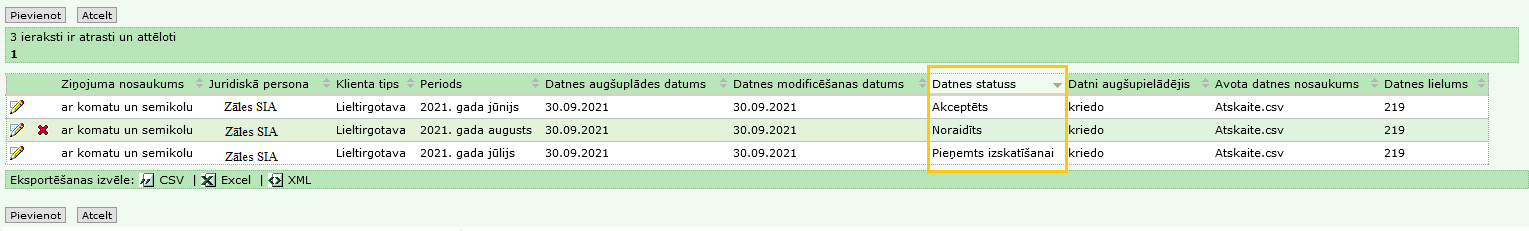 Pievienot Atcelt
3 ieraksti ir atrasti un attēloti
1
Ziņojuma nosaukums Juridiskā persona Klienta tips Periods Datnes augšuplādes datums Datnes modificēšanas datums Datnes statuss Datni augšupielādējis Avota datnes nosaukums Datnes lielums
ar komatu un semikolu Zāles SIA Lieltirgotava 2021. gada jūnijs 30.09.2021 30.09.2021 Akceptēts kriedo Atskaite.csv 219
ar komatu un semikolu Zāles SIA Lieltirgotava 2021. gada augusts 30.09.2021 30.09.2021 Noraidīts kriedo Atskaite.csv 219
ar komatu un semikolu Zāles SIA Lieltirgotava 2021. gada jūlijs 30.09.2021 30.09.2021 Pieņemts izskatīšanai kriedo Atskaite.csv 219
Eksportēšanas izvēle: CSV | Excel | XML
Pievienot Atcelt